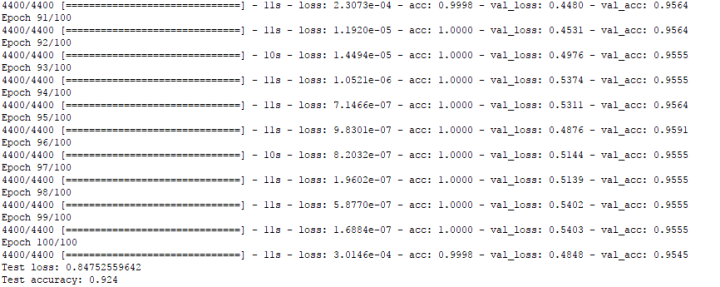 4400/4400 [==============================] - 11s - loss: 2.3073e-04 - acc: 0.9998 - val_loss: 0.4480 - val_acc: 0.9564
Epoch 91/100
4400/4400 [==============================] - 11s - loss: 1.1920e-05 - acc: 1.0000 - val_loss: 0.4531 - val_acc: 0.9564
Epoch 92/100
4400/4400 [==============================] - 10s - loss: 1.4494e-05 - acc: 1.0000 - val_loss: 0.4976 - val_acc: 0.9555
Epoch 93/100
4400/4400 [==============================] - 11s - loss: 1.0521e-06 - acc: 1.0000 - val_loss: 0.5374 - val_acc: 0.9555
Epoch 94/100
4400/4400 [==============================] - 11s - loss: 7.1466e-07 - acc: 1.0000 - val_loss: 0.5311 - val_acc: 0.9564
Epoch 95/100
4400/4400 [==============================] - 11s - loss: 9.8301e-07 - acc: 1.0000 - val_loss: 0.4876 - val_acc: 0.9591
Epoch 96/100
4400/4400 [==============================] - 10s - loss: 8.2032e-07 - acc: 1.0000 - val_loss: 0.5144 - val_acc: 0.9555
Epoch 97/100
4400/4400 [==============================] - 11s - loss: 1.9602e-07 - acc: 1.0000 - val_loss: 0.5139 - val_acc: 0.9555
Epoch 98/100
4400/4400 [==============================] - 11s - loss: 5.8770e-07 - acc: 1.0000 - val_loss: 0.5402 - val_acc: 0.9555
Epoch 99/100
4400/4400 [==============================] - 11s - loss: 1.6884e-07 - acc: 1.0000 - val_loss: 0.5403 - val_acc: 0.9555
Epoch 100/100
4400/4400 [==============================] - 11s - loss: 3.0146e-04 - acc: 0.9998 - val_loss: 0.4848 - val_acc: 0.9545
Test loss: 0.84752559642
Test accuracy: 0.924